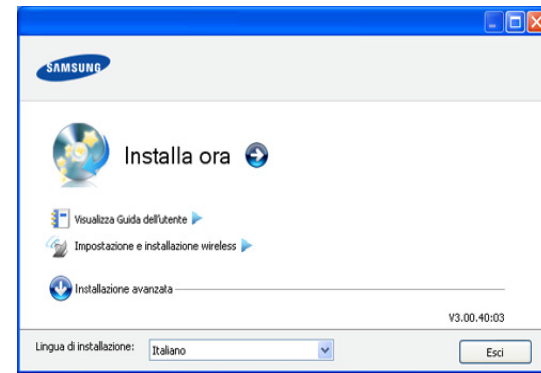 SAMSUNG
Installa ora
Visualizza Guida dell'utente
Impostazione e installazione wireless
Installazione avanzata
V3.00.40:03
Lingua di installazione: Italiano
Esci